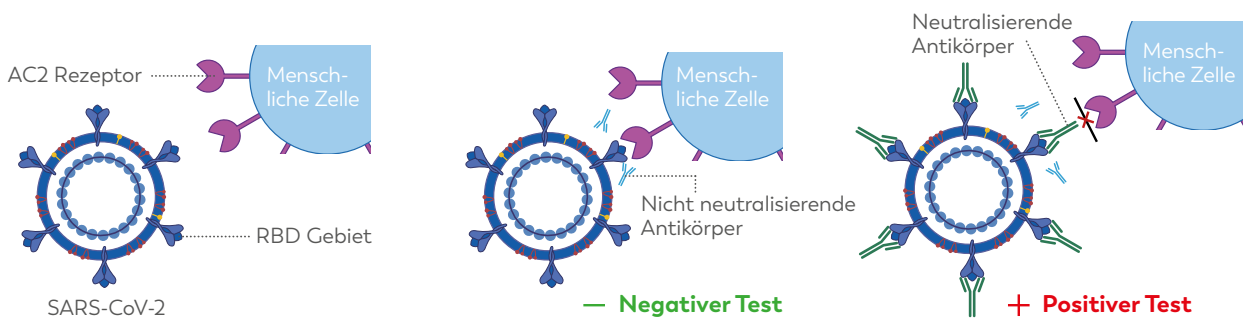 AC2 Rezeptor
Mensch-
liche Zelle
RBD Gebiet
SARS-CoV-2
Mensch-
liche Zelle
Nicht neutralisierende
Antikörper
– Negativer Test
Neutralisierende
Antikörper
Mensch-
liche Zelle
+ Positiver Test